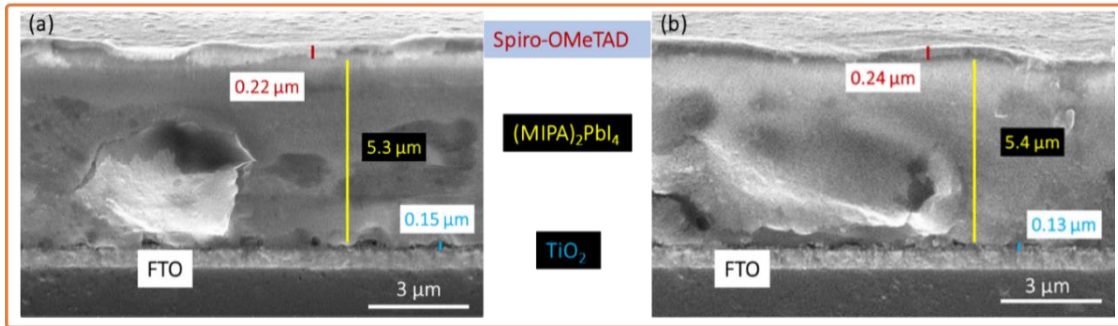 (a)
0.22 µm
5.3 µm
0.15 µm
FTO
3 µm
Spiro-OMeTAD
(MIPA)₂PbI₄
TiO₂
(b)
0.24 µm
5.4 µm
0.13 µm
FTO
3 µm